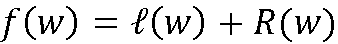 f(w) = ℓ(w) + R(w)